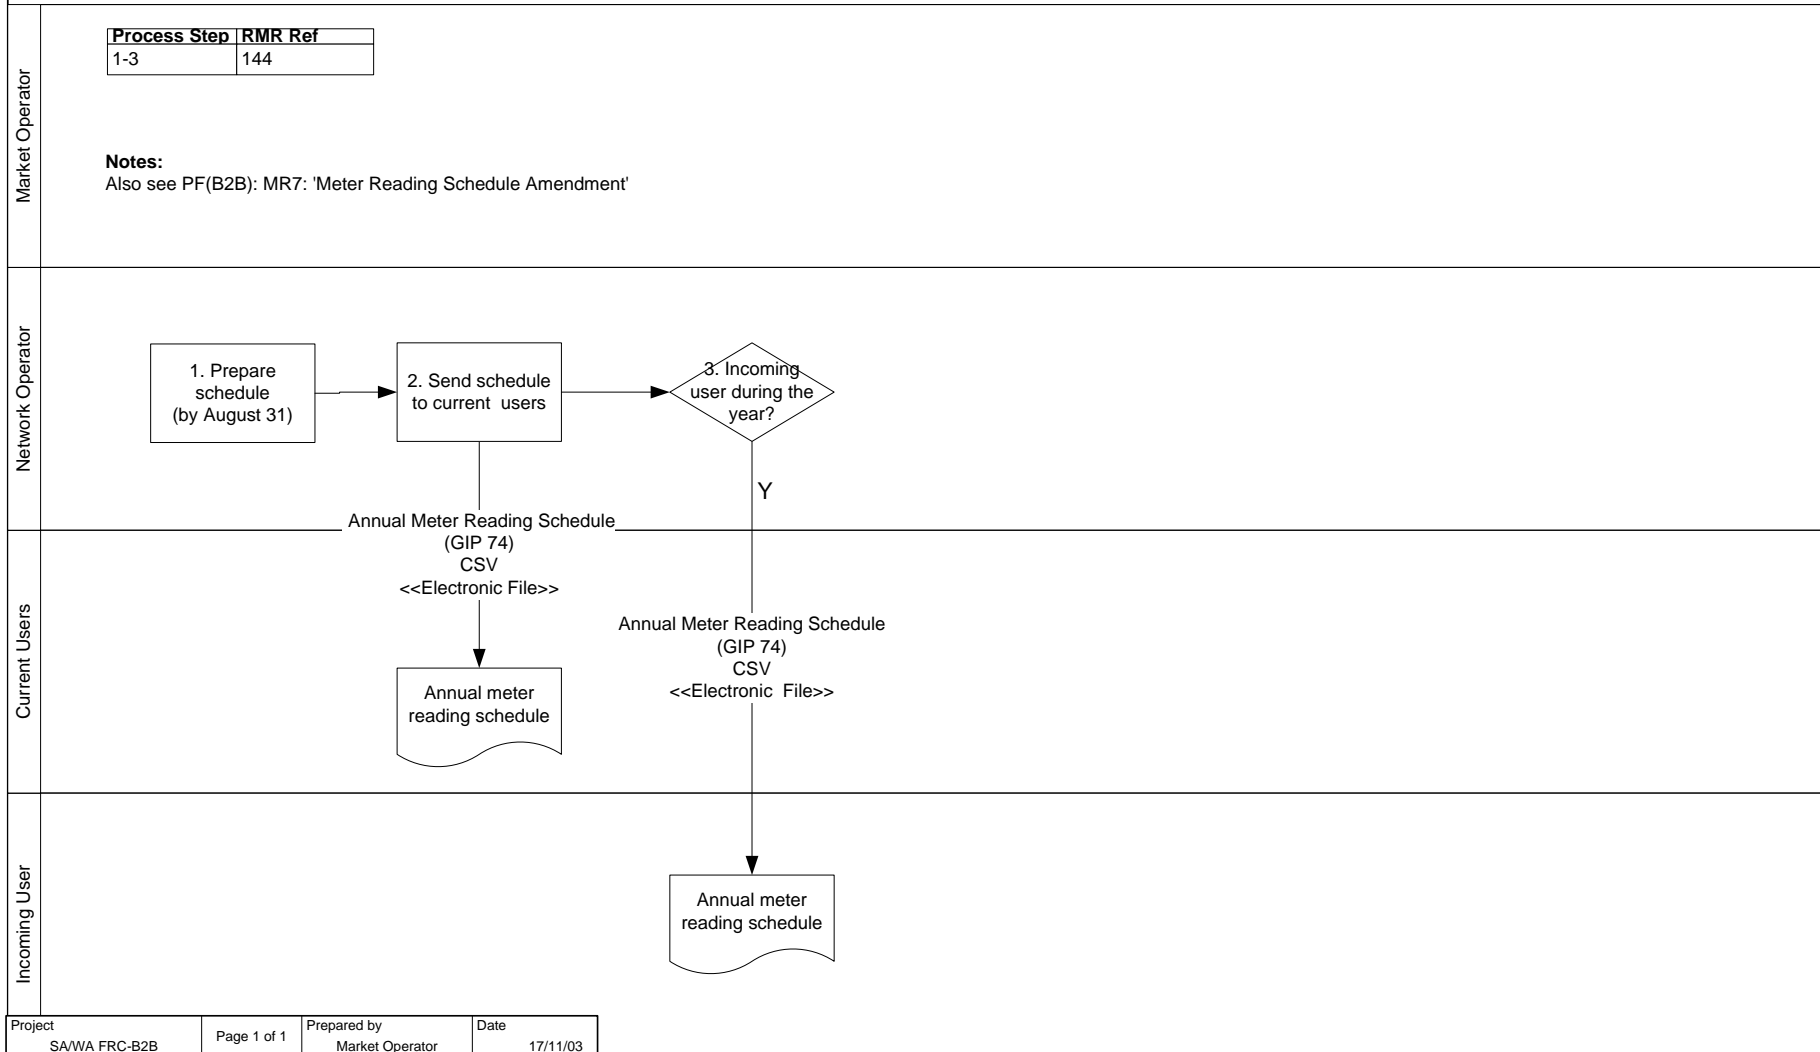 Process Step RMR Ref
1-3 144
Market Operator
Notes:
Also see PF(B2B): MR7: 'Meter Reading Schedule Amendment'
Network Operator
1. Prepare
schedule
(by August 31)
2. Send schedule
to current users
3. Incoming
user during the
year?
Y
Annual Meter Reading Schedule
(GIP 74)
CSV
<<Electronic File>>
Current Users
Annual Meter Reading Schedule
(GIP 74)
CSV
<<Electronic File>>
Annual meter
reading schedule
Incoming User
Annual meter
reading schedule
Project
SA/WA FRC-B2B
Page 1 of 1
Prepared by
Market Operator
Date
17/11/03